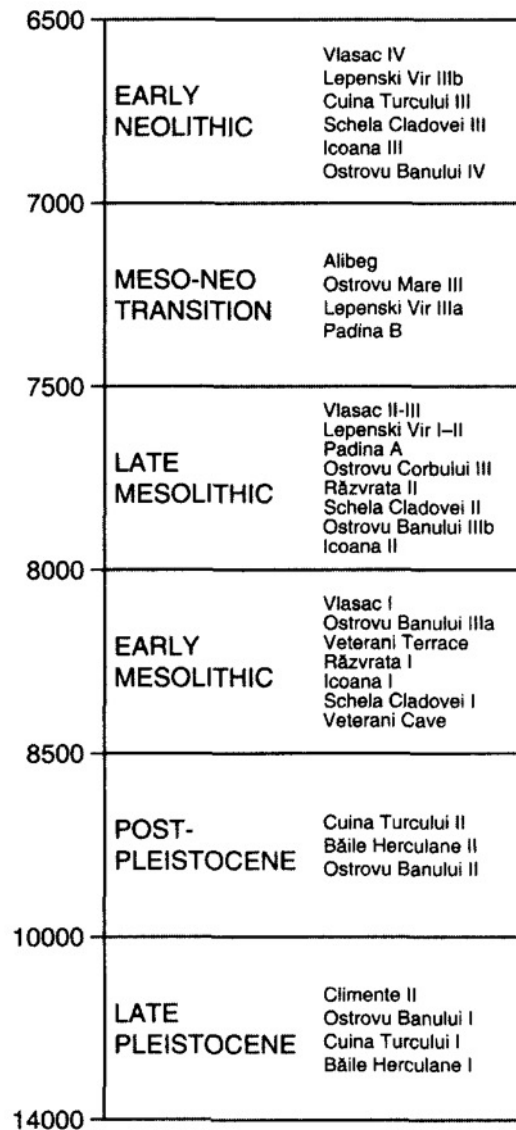 6500
EARLY
NEOLITHIC
Vlasac IV
Lepenski Vir IIIb
Cuina Turcului III
Schela Cladovei III
Icoana III
Ostrovu Banului IV
7000
MESO-NEO
TRANSITION
Alibeg
Ostrovu Mare III
Lepenski Vir IIIa
Padina B
7500
LATE
MESOLITHIC
Vlasac II-III
Lepenski Vir I–II
Padina A
Ostrovu Corbului III
Răzvrata II
Schela Cladovei II
Ostrovu Banului IIIb
Icoana II
8000
EARLY
MESOLITHIC
Vlasac I
Ostrovu Banului IIIa
Veterani Terrace
Răzvrata I
Icoana I
Schela Cladovei I
Veterani Cave
8500
POST-
PLEISTOCENE
Cuina Turcului II
Băile Herculane II
Ostrovu Banului II
10000
LATE
PLEISTOCENE
Climente II
Ostrovu Banului I
Cuina Turcului I
Băile Herculane I
14000